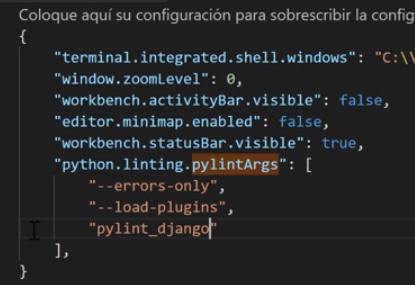 Coloque aquí su configuración para sobrescribir la config
{
"terminal.integrated.shell.windows": "C:\\
"window.zoomLevel": 0,
"workbench.activityBar.visible": false,
"editor.minimap.enabled": false,
"workbench.statusBar.visible": true,
"python.linting.pylintArgs": [
"--errors-only",
"--load-plugins",
"pylint_django"
],
}